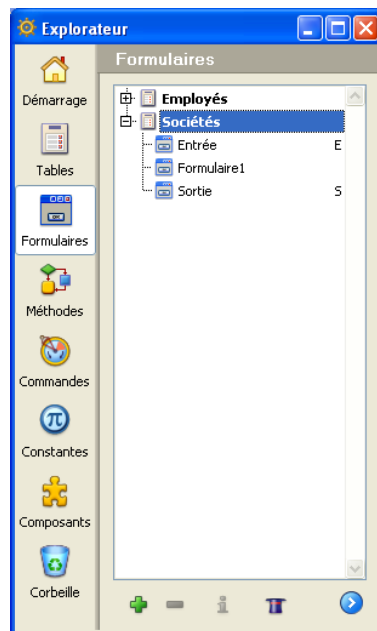 Explorateur
Démarrage
Tables
Formulaires
Méthodes
Commandes
Constantes
Composants
Corbeille
Formulaires
Employés
Sociétés
Entrée E
Formulaire1
Sortie S